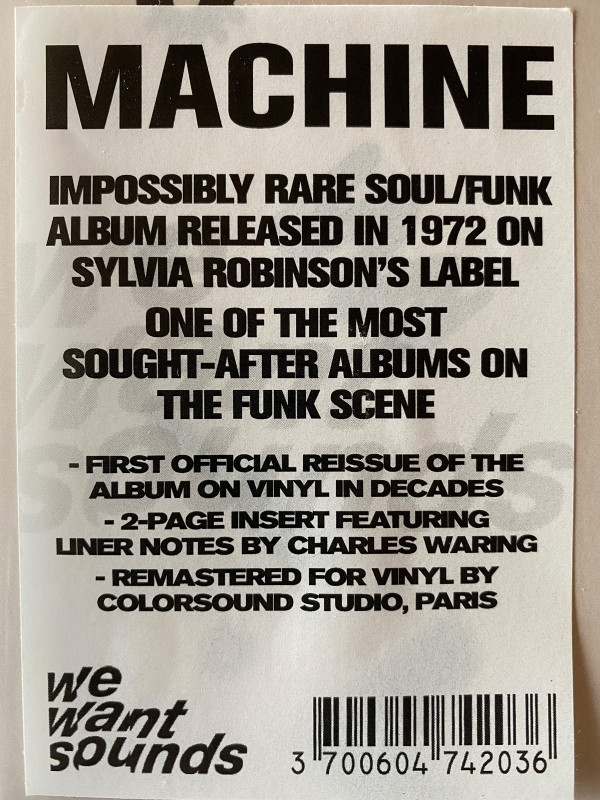 MACHINE
IMPOSSIBLY RARE SOUL/FUNK
ALBUM RELEASED IN 1972 ON
SYLVIA ROBINSON'S LABEL
ONE OF THE MOST
SOUGHT-AFTER ALBUMS ON
THE FUNK SCENE
- FIRST OFFICIAL REISSUE OF THE
ALBUM ON VINYL IN DECADES
- 2-PAGE INSERT FEATURING
LINER NOTES BY CHARLES WARING
- REMASTERED FOR VINYL BY
COLORSOUND STUDIO, PARIS
we
want
sounds
3 700604 742036